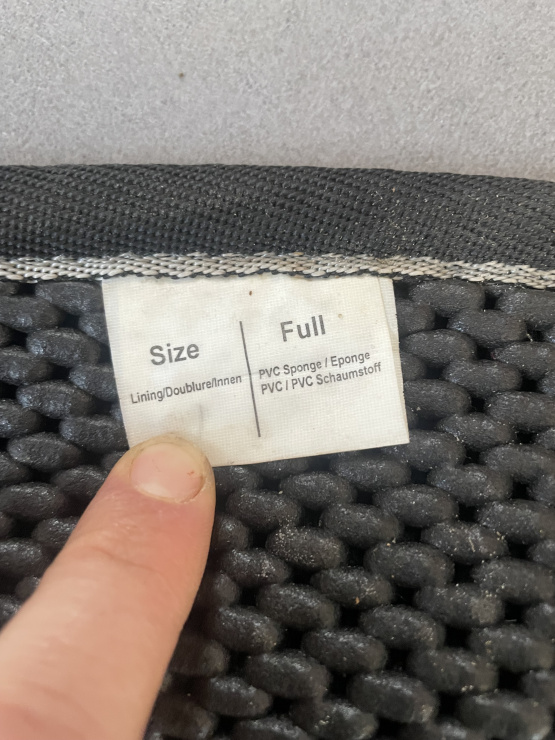 Size
Full
Lining/Doublure/Innen
PVC Sponge / Eponge
PVC / PVC Schaumstoff